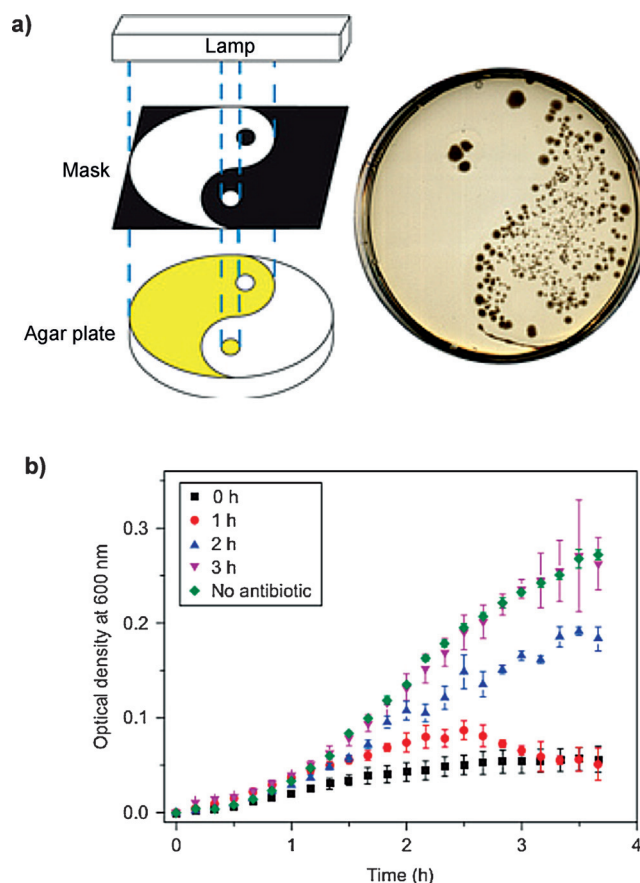 a)
Lamp
Mask
Agar plate
b)
0.3
0.2
0.1
0.0
Optical density at 600 nm
0 h
1 h
2 h
3 h
No antibiotic
0 1 2 3 4
Time (h)